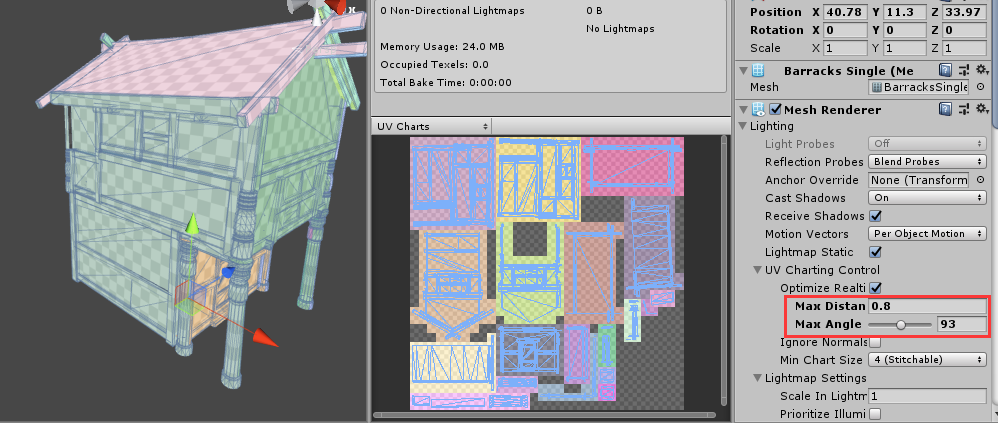 0 Non-Directional Lightmaps 0 B
No Lightmaps
Memory Usage: 24.0 MB
Occupied Texels: 0.0
Total Bake Time: 0:00:00
UV Charts
Position X 40.78 Y 11.3 Z 33.97
Rotation X 0 Y 0 Z 0
Scale X 1 Y 1 Z 1
Barracks Single (Me
Mesh BarracksSingle
Mesh Renderer
Lighting
Light Probes Off
Reflection Probes Blend Probes
Anchor Override None (Transform
Cast Shadows On
Receive Shadows
Motion Vectors Per Object Motion
Lightmap Static
UV Charting Control
Optimize Realti
Max Distan 0.8
Max Angle 93
Ignore Normals
Min Chart Size 4 (Stitchable)
Lightmap Settings
Scale In Lightm 1
Prioritize Illumi